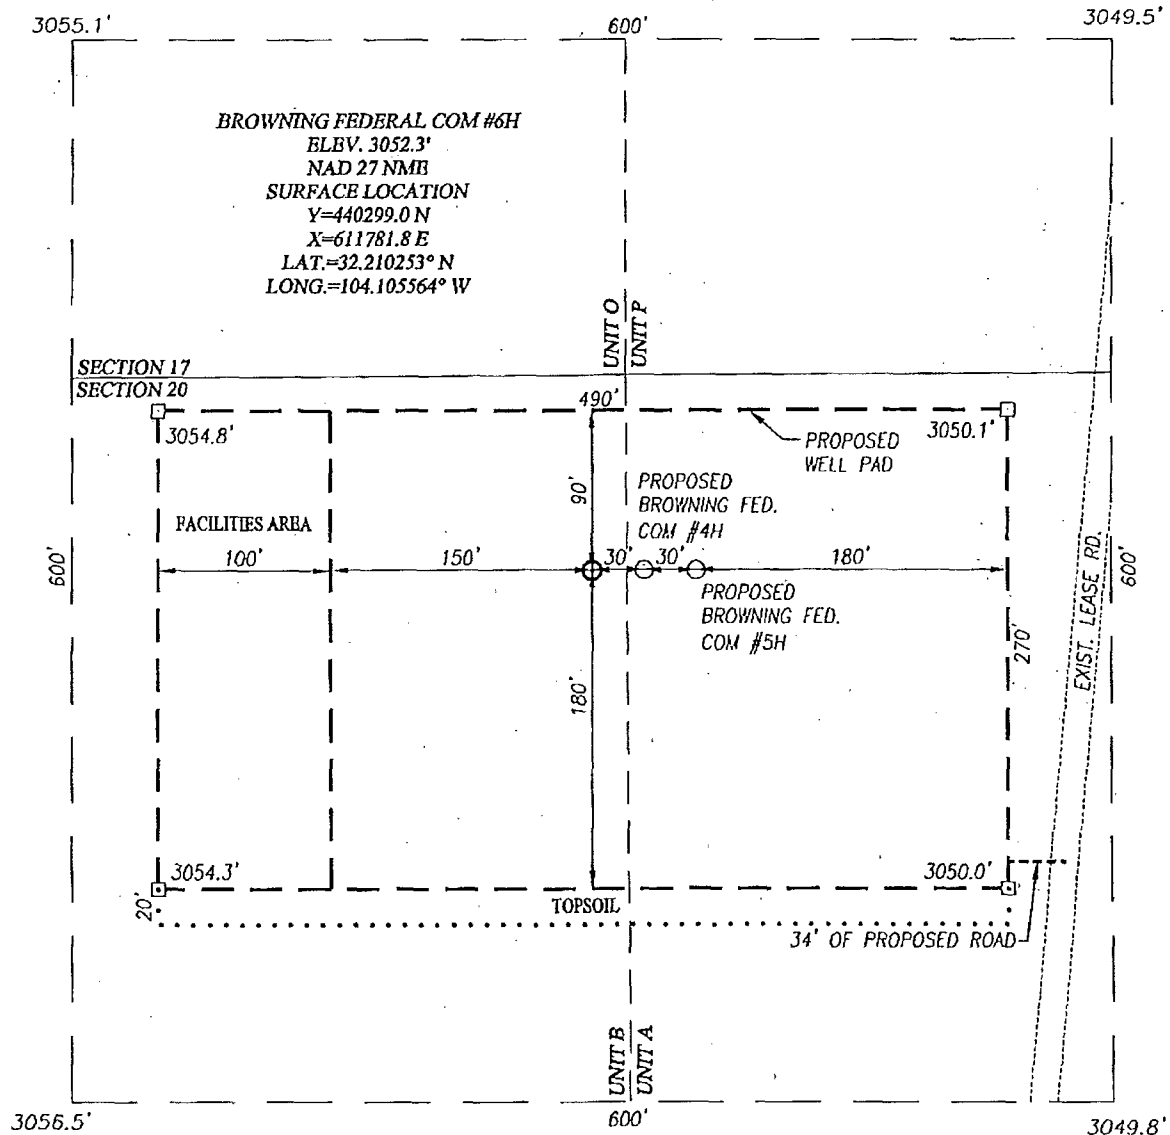 3055.1'
600'
3049.5'
BROWNING FEDERAL COM #6H
ELEV. 3052.3'
NAD 27 NME
SURFACE LOCATION
Y=440299.0 N
X=611781.8 E
LAT.=32.210253° N
LONG.=104.105564° W
UNIT O
UNIT P
SECTION 17
SECTION 20
490'
3054.8'
3050.1'
PROPOSED
WELL PAD
90'
PROPOSED
BROWNING FED.
COM #4H
FACILITIES AREA
100'
150'
30'
30'
180'
600'
600'
PROPOSED
BROWNING FED.
COM #5H
270'
EXIST. LEASE RD.
180'
3054.3'
3050.0'
20'
TOPSOIL
34' OF PROPOSED ROAD
UNIT B
UNIT A
3056.5'
600'
3049.8'